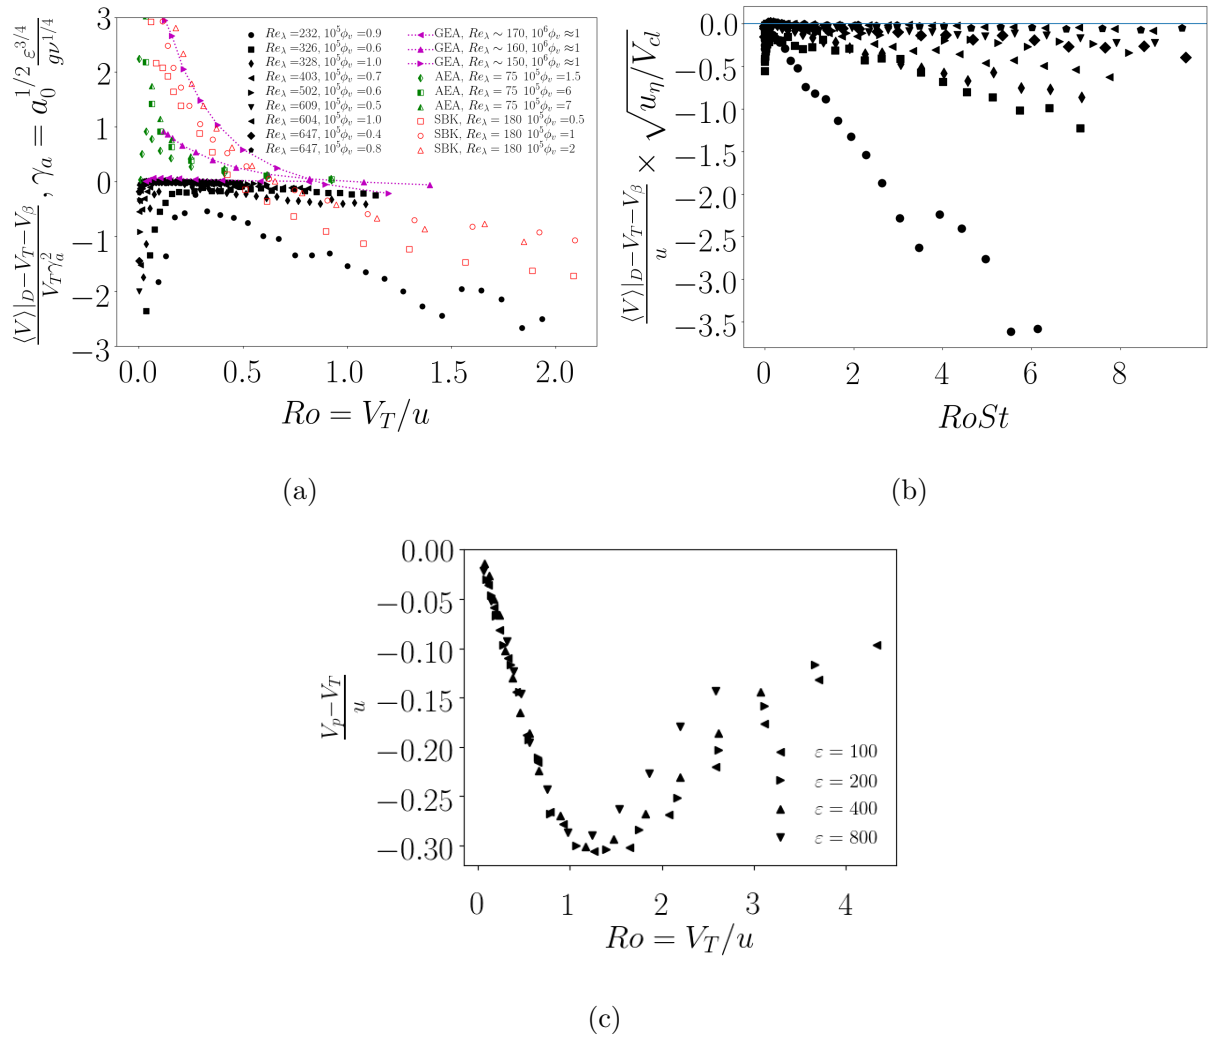 ⟨V⟩|_D−V_T−V_β / V_Tγ_a^2 , γ_a = a_0^{1/2} ε^{3/4} / gν^{1/4}
3
2
1
0
−1
−2
−3
0.0 0.5 1.0 1.5 2.0
Ro = V_T/u
Re_λ =232, 10^5ϕ_v =0.9
Re_λ =326, 10^5ϕ_v =0.6
Re_λ =328, 10^5ϕ_v =1.0
Re_λ =403, 10^5ϕ_v =0.7
Re_λ =502, 10^5ϕ_v =0.6
Re_λ =609, 10^5ϕ_v =0.5
Re_λ =604, 10^5ϕ_v =1.0
Re_λ =647, 10^5ϕ_v =0.4
Re_λ =647, 10^5ϕ_v =0.8
GEA, Re_λ ∼ 170, 10^6ϕ_v ≈1
GEA, Re_λ ∼ 160, 10^6ϕ_v ≈1
GEA, Re_λ ∼ 150, 10^6ϕ_v ≈1
AEA, Re_λ = 75 10^5ϕ_v =1.5
AEA, Re_λ = 75 10^5ϕ_v =6
AEA, Re_λ = 75 10^5ϕ_v =7
SBK, Re_λ = 180 10^5ϕ_v =0.5
SBK, Re_λ = 180 10^5ϕ_v =1
SBK, Re_λ = 180 10^5ϕ_v =2
(a)
⟨V⟩|_D−V_T−V_β / u × √u_η/V_cl
0.0
−0.5
−1.0
−1.5
−2.0
−2.5
−3.0
−3.5
0 2 4 6 8
RoSt
(b)
V_p−V_T / u
0.00
−0.05
−0.10
−0.15
−0.20
−0.25
−0.30
0 1 2 3 4
Ro = V_T/u
ε = 100
ε = 200
ε = 400
ε = 800
(c)